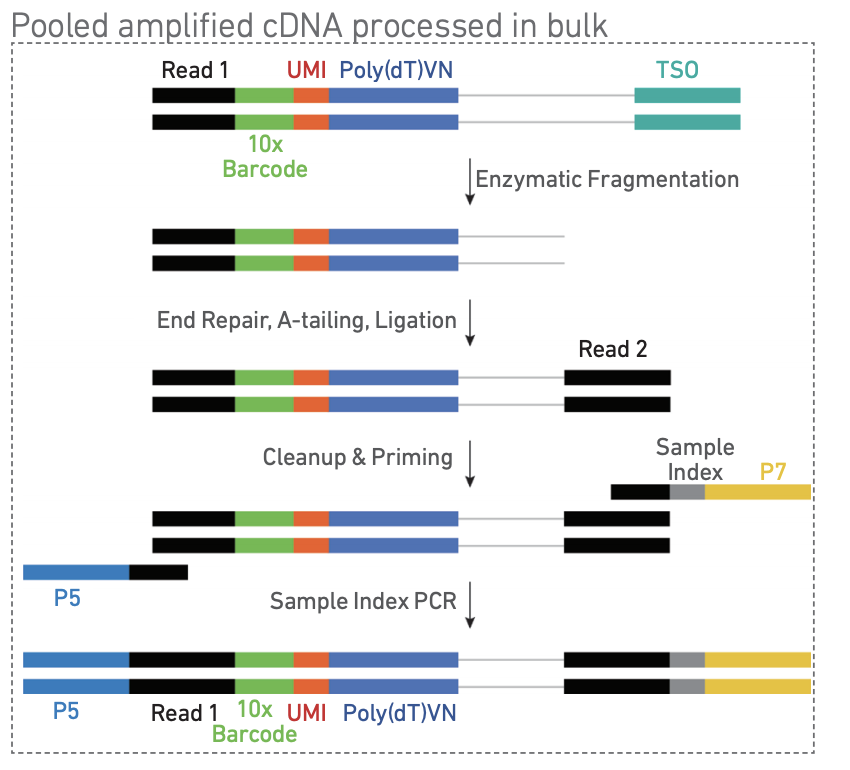 Pooled amplified cDNA processed in bulk
Read 1 UMI Poly(dT)VN TSO
10x
Barcode
Enzymatic Fragmentation
End Repair, A-tailing, Ligation
Read 2
Cleanup & Priming
Sample
Index P7
P5
Sample Index PCR
P5 Read 1 10x UMI Poly(dT)VN
Barcode